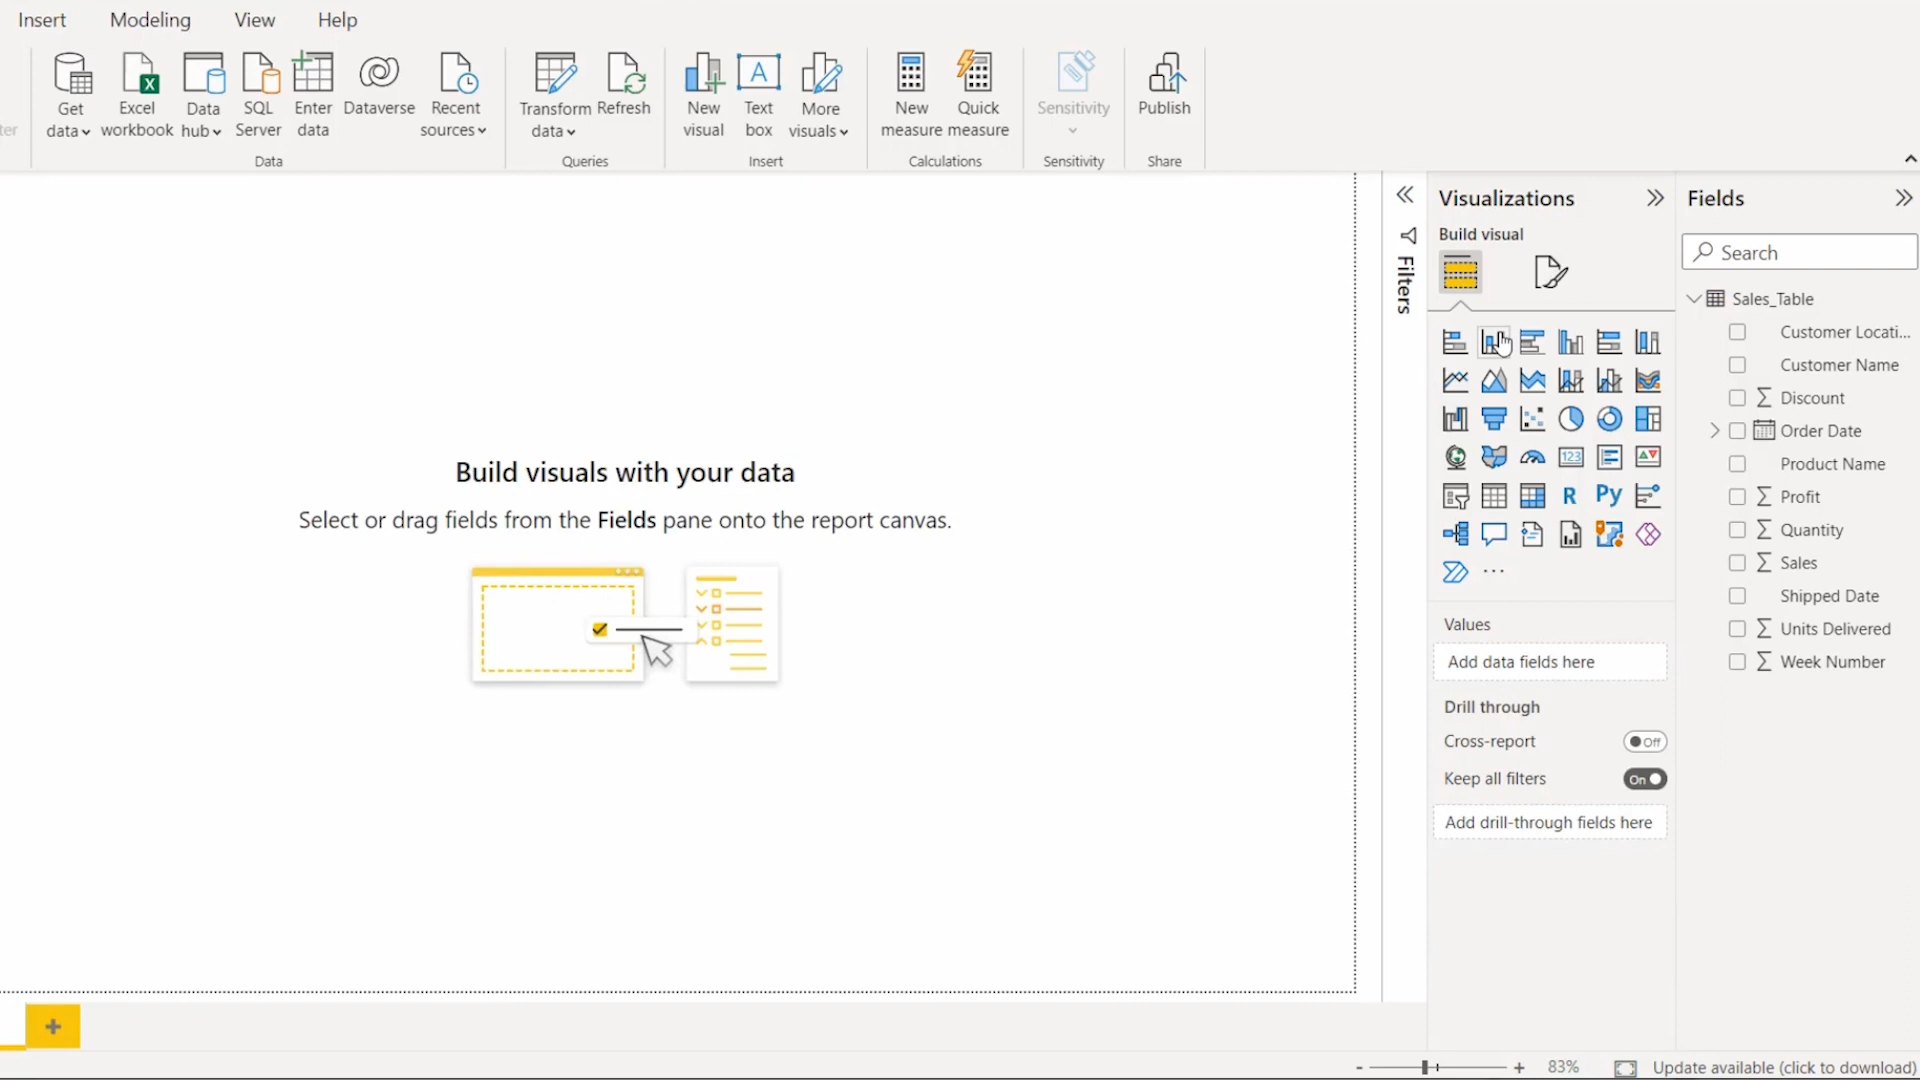 Insert Modeling View Help
ter
Get data
Excel workbook
Data hub
SQL Server
Enter data
Dataverse
Recent sources
Data
Transform data
Refresh
Queries
New visual
A
Text box
More visuals
Insert
New measure
Quick measure
Calculations
Sensitivity
Sensitivity
Publish
Share
Build visuals with your data
Select or drag fields from the Fields pane onto the report canvas.
Filters
Visualizations
Build visual
123
R
Py
Values
Add data fields here
Drill through
Cross-report Off
Keep all filters On
Add drill-through fields here
Fields
Search
Sales_Table
Customer Locati...
Customer Name
Σ Discount
Order Date
Product Name
Σ Profit
Σ Quantity
Σ Sales
Shipped Date
Σ Units Delivered
Σ Week Number
+
- + 83% Update available (click to download)